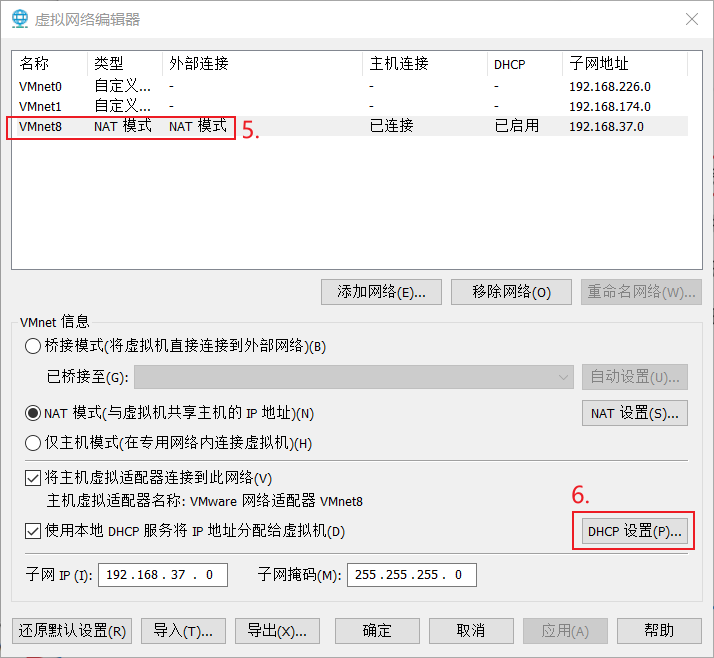 虚拟网络编辑器
名称 类型 外部连接 主机连接 DHCP 子网地址
VMnet0 自定义... - - - 192.168.226.0
VMnet1 自定义... - - - 192.168.174.0
VMnet8 NAT 模式 NAT 模式 已连接 已启用 192.168.37.0
5.
添加网络(E)... 移除网络(O) 重命名网络(W)...
VMnet 信息
桥接模式(将虚拟机直接连接到外部网络)(B)
已桥接至(G): 自动设置(U)...
NAT 模式(与虚拟机共享主机的 IP 地址)(N) NAT 设置(S)...
仅主机模式(在专用网络内连接虚拟机)(H)
将主机虚拟适配器连接到此网络(V)
主机虚拟适配器名称: VMware 网络适配器 VMnet8
6.
使用本地 DHCP 服务将 IP 地址分配给虚拟机(D) DHCP 设置(P)...
子网 IP (I): 192.168.37.0 子网掩码(M): 255.255.255.0
还原默认设置(R) 导入(T)... 导出(X)... 确定 取消 应用(A) 帮助